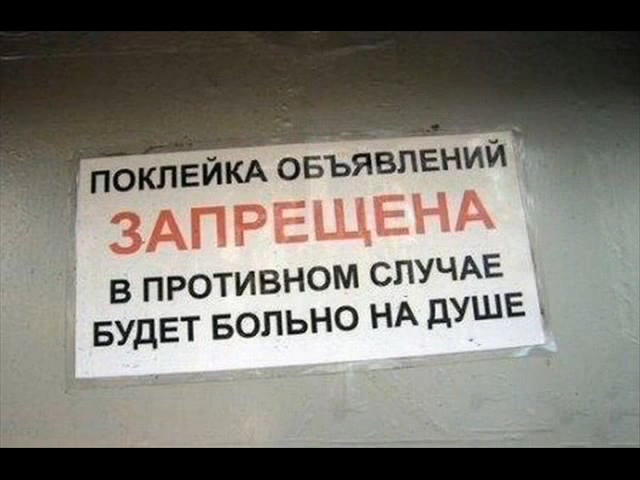 ПОКЛЕЙКА ОБЪЯВЛЕНИЙ
ЗАПРЕЩЕНА
В ПРОТИВНОМ СЛУЧАЕ
БУДЕТ БОЛЬНО НА ДУШЕ